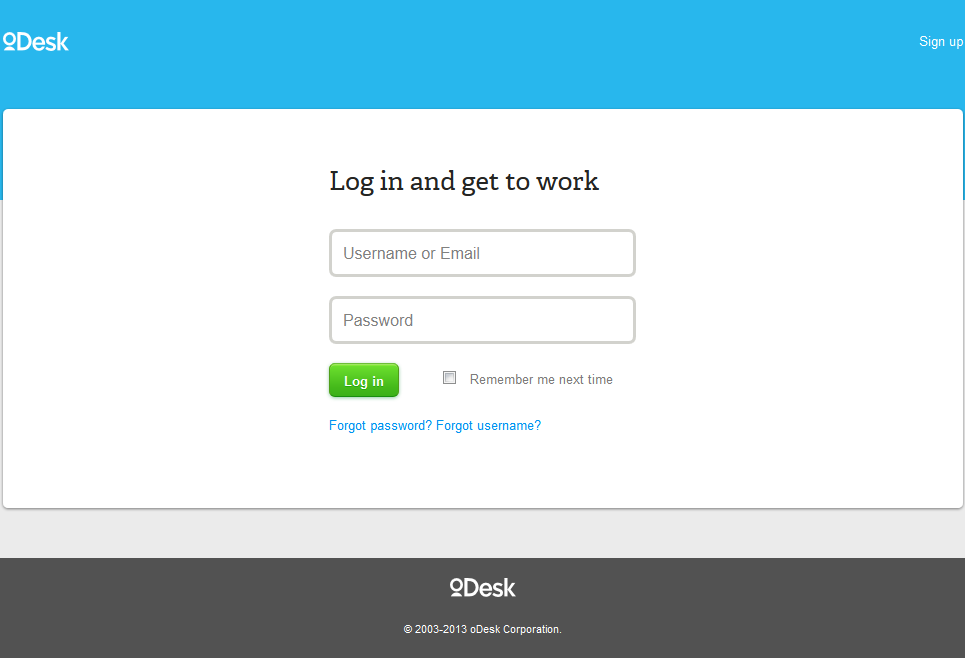 oDesk
Sign up
Log in and get to work
Username or Email
Password
Log in
Remember me next time
Forgot password? Forgot username?
oDesk
© 2003-2013 oDesk Corporation.